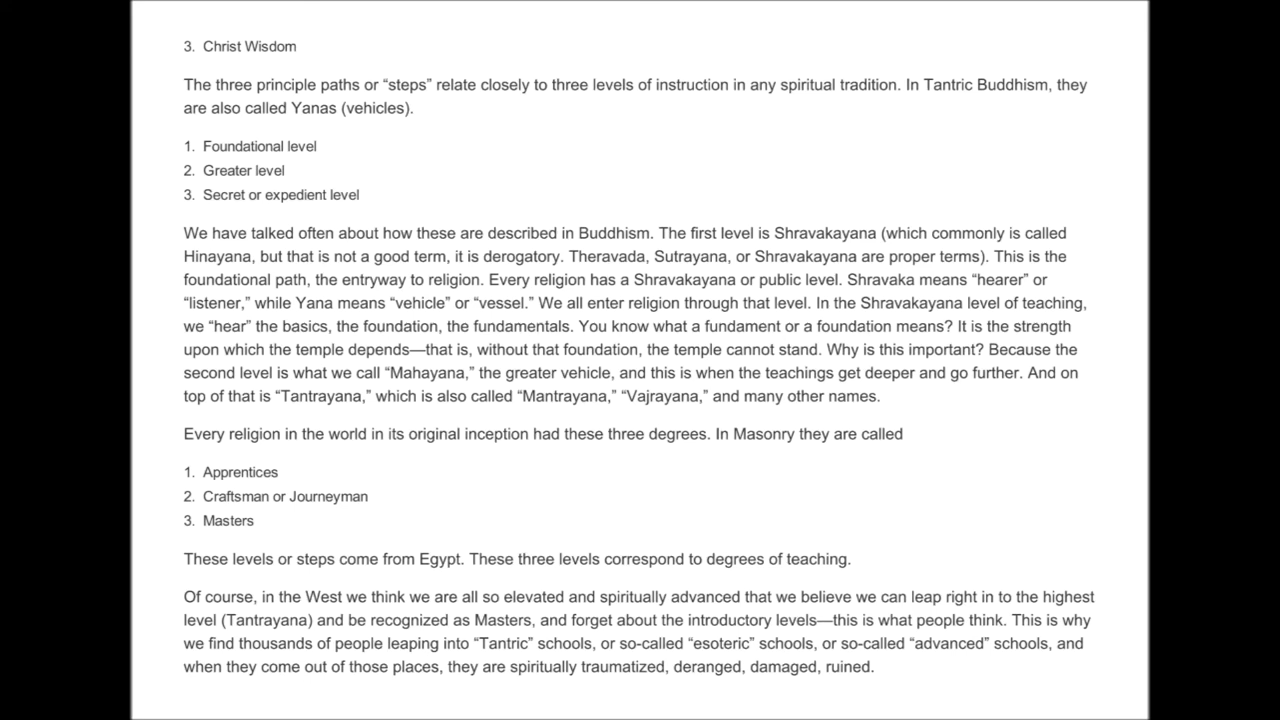 3. Christ Wisdom
The three principle paths or “steps” relate closely to three levels of instruction in any spiritual tradition. In Tantric Buddhism, they
are also called Yanas (vehicles).
1. Foundational level
2. Greater level
3. Secret or expedient level
We have talked often about how these are described in Buddhism. The first level is Shravakayana (which commonly is called
Hinayana, but that is not a good term, it is derogatory. Theravada, Sutrayana, or Shravakayana are proper terms). This is the
foundational path, the entryway to religion. Every religion has a Shravakayana or public level. Shravaka means “hearer” or
“listener,” while Yana means “vehicle” or “vessel.” We all enter religion through that level. In the Shravakayana level of teaching,
we “hear” the basics, the foundation, the fundamentals. You know what a fundament or a foundation means? It is the strength
upon which the temple depends—that is, without that foundation, the temple cannot stand. Why is this important? Because the
second level is what we call “Mahayana,” the greater vehicle, and this is when the teachings get deeper and go further. And on
top of that is “Tantrayana,” which is also called “Mantrayana,” “Vajrayana,” and many other names.
Every religion in the world in its original inception had these three degrees. In Masonry they are called
1. Apprentices
2. Craftsman or Journeyman
3. Masters
These levels or steps come from Egypt. These three levels correspond to degrees of teaching.
Of course, in the West we think we are all so elevated and spiritually advanced that we believe we can leap right in to the highest
level (Tantrayana) and be recognized as Masters, and forget about the introductory levels—this is what people think. This is why
we find thousands of people leaping into “Tantric” schools, or so-called “esoteric” schools, or so-called “advanced” schools, and
when they come out of those places, they are spiritually traumatized, deranged, damaged, ruined.